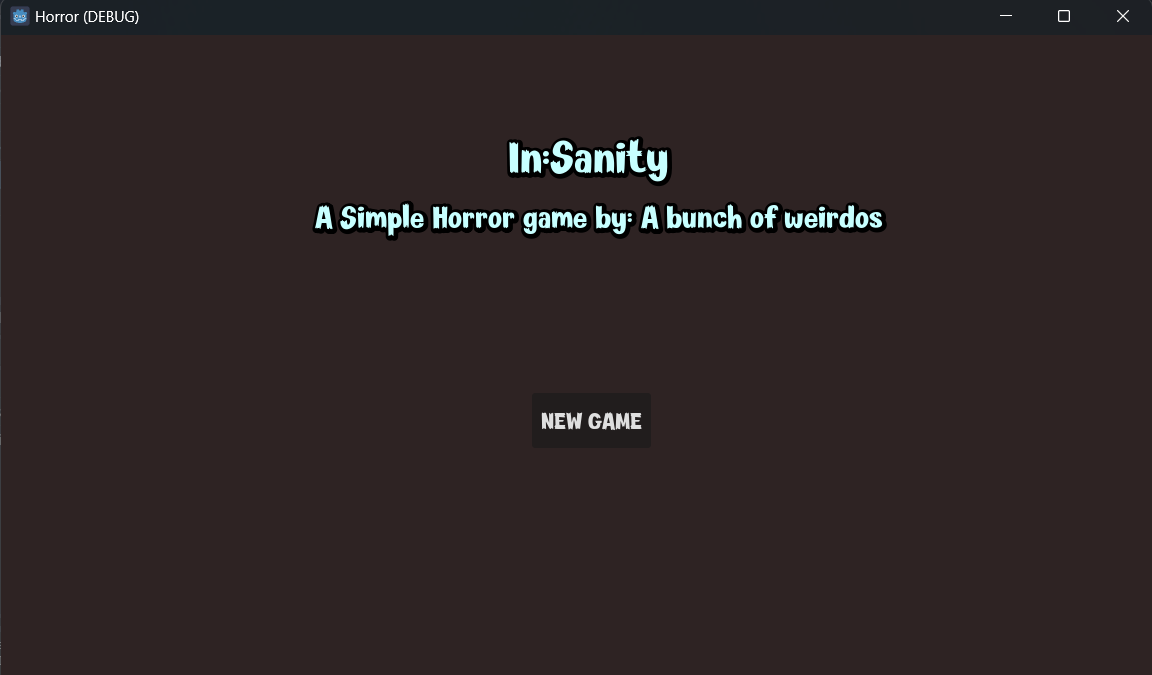 Horror (DEBUG)
In:Sanity
A Simple Horror game by: A bunch of weirdos
NEW GAME